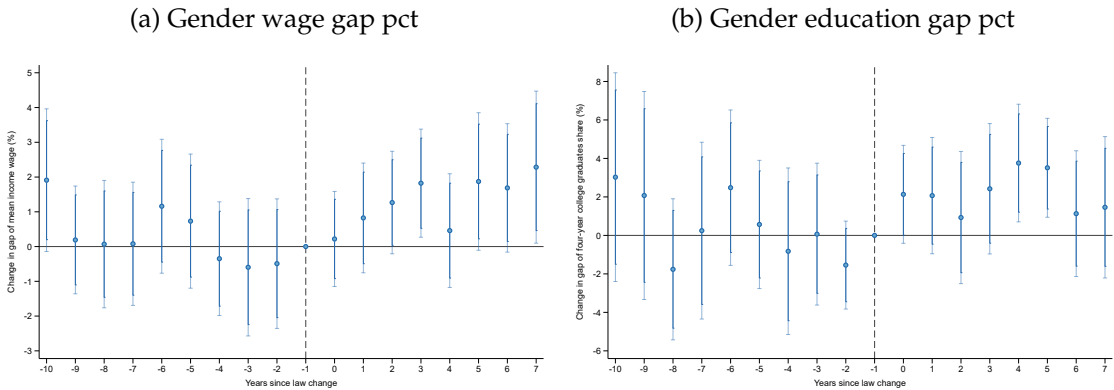 (a) Gender wage gap pct
Change in gap of mean income wage (%)
5
4
3
2
1
0
-1
-2
-3
-10 -9 -8 -7 -6 -5 -4 -3 -2 -1 0 1 2 3 4 5 6 7
Years since law change
(b) Gender education gap pct
Change in gap of four-year college graduates share (%)
8
6
4
2
0
-2
-4
-6
-10 -9 -8 -7 -6 -5 -4 -3 -2 -1 0 1 2 3 4 5 6 7
Years since law change